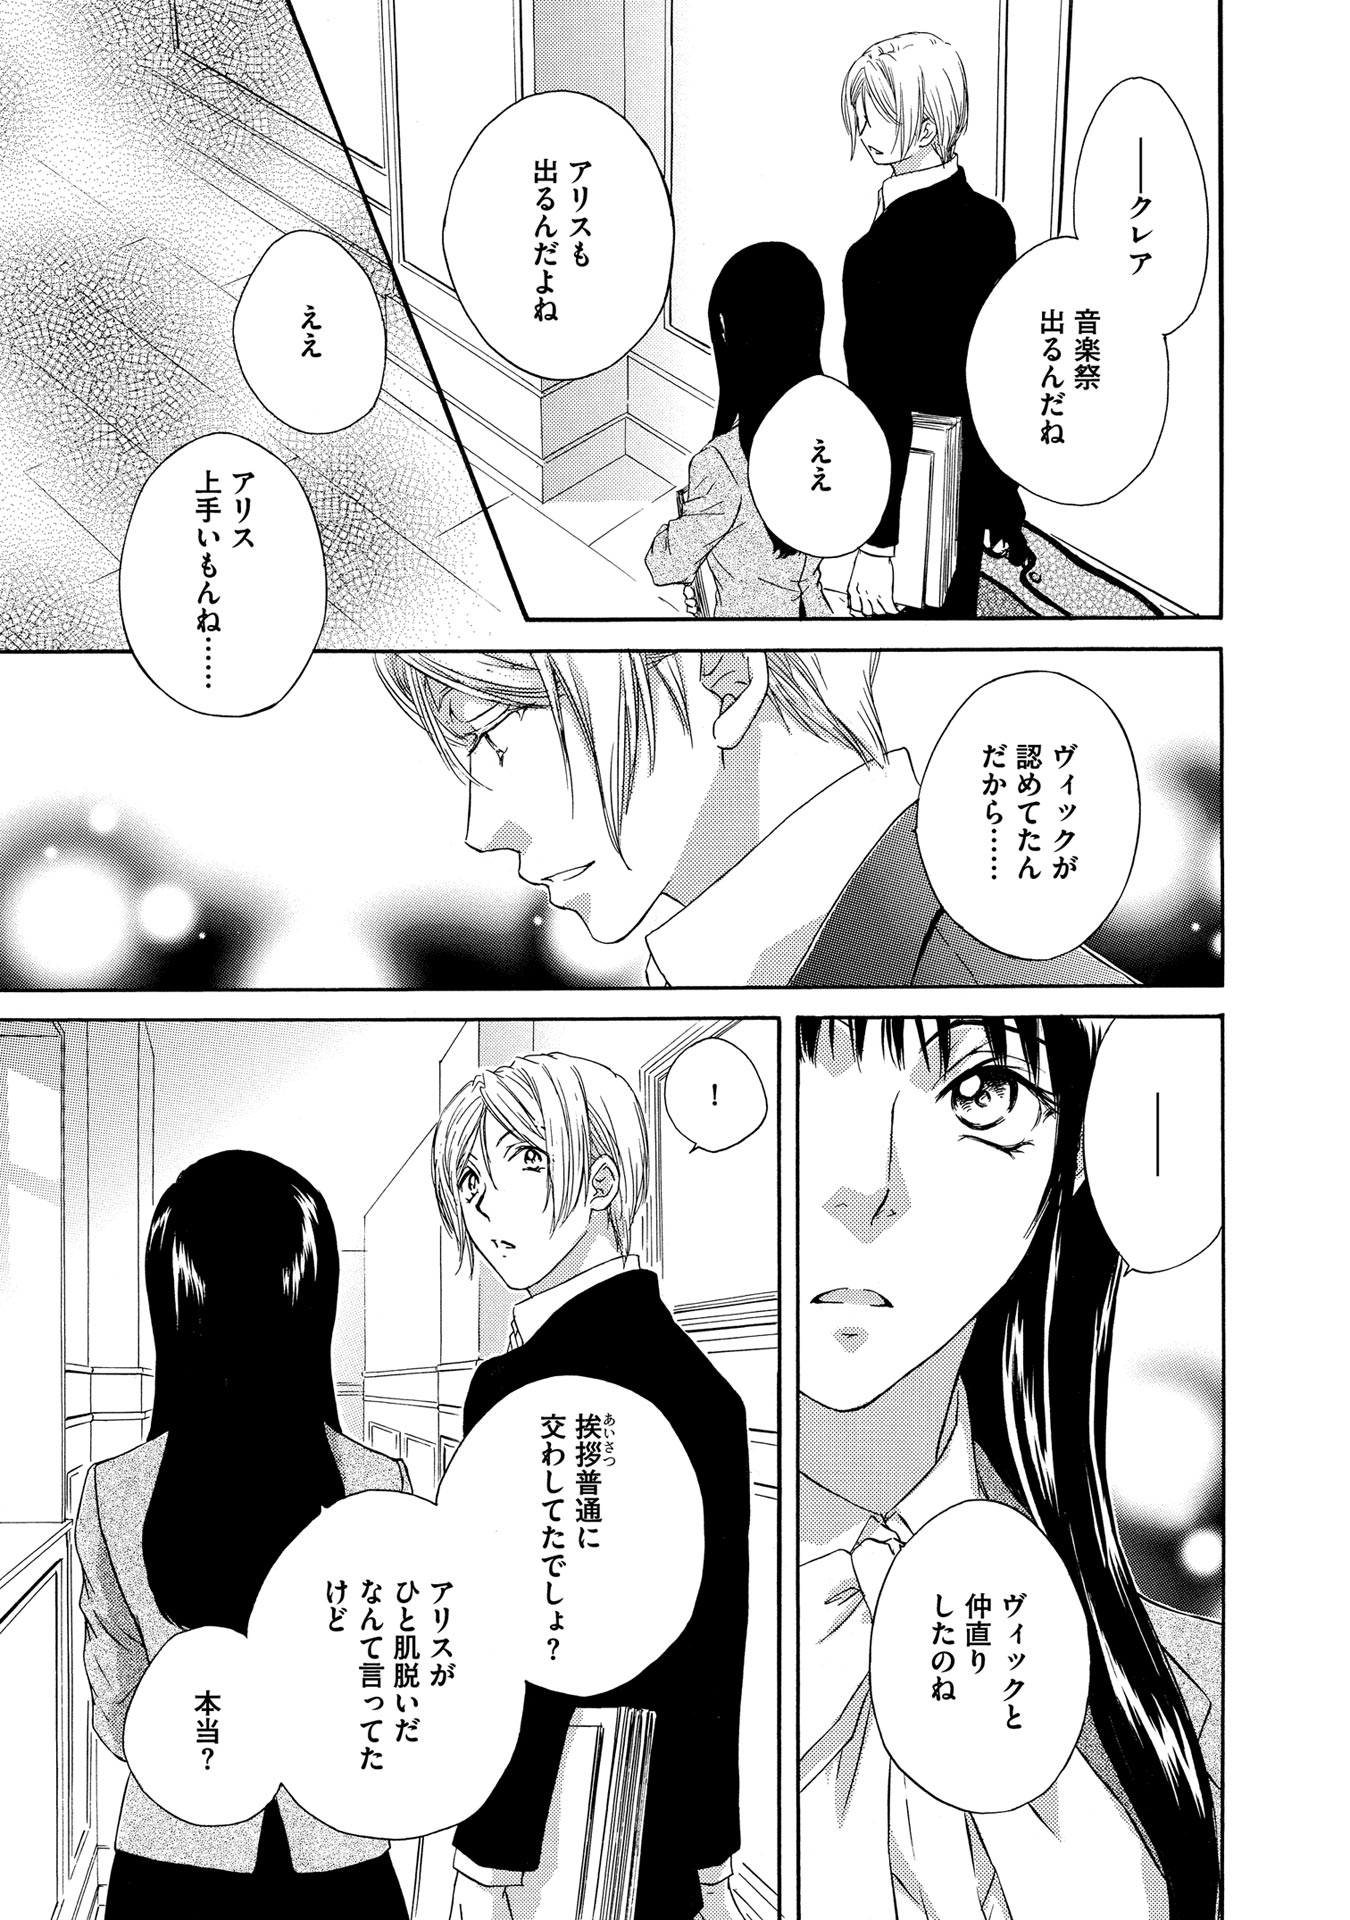 ――クレア
音楽祭
出るんだね
ええ
アリスも
出るんだよね
ええ
アリス
上手いもんね……
ヴィックが
認めてたん
だから……
――
ヴィックと
仲直り
したのね
！
挨拶普通に
あいさつ
交わしてたでしょ？
アリスが
ひと肌脱いだ
なんて言ってた
けど
本当？